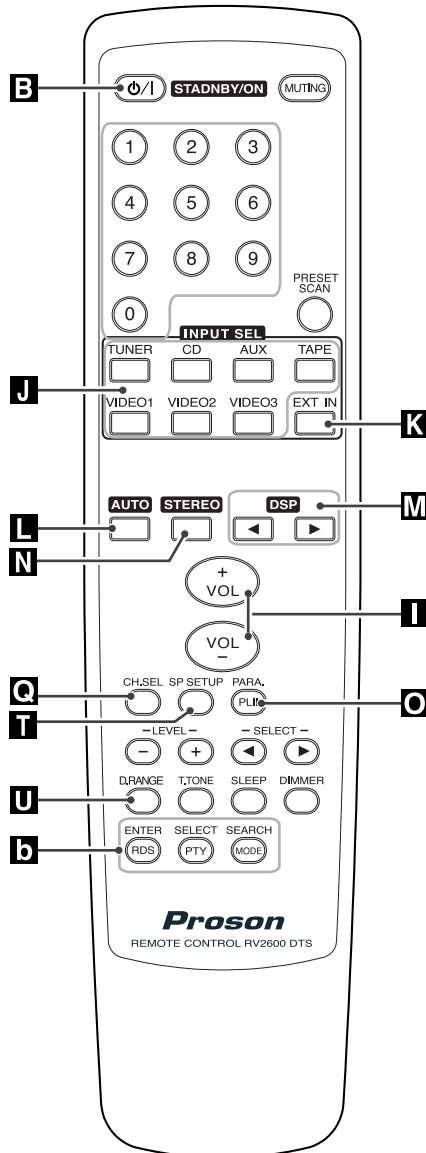 B ⏻/I STADNBY/ON MUTING
1 2 3
4 5 6
7 8 9
PRESET
SCAN
0
INPUT SEL
TUNER CD AUX TAPE
J
VIDEO1 VIDEO2 VIDEO3 EXT IN
K
AUTO STEREO DSP M
L ◄ ►
N
+
VOL
I
VOL
–
CH.SEL SP SETUP PARA.
Q PLII O
T
–LEVEL– –SELECT–
– + ◄ ►
D.RANGE T.TONE SLEEP DIMMER
U
ENTER SELECT SEARCH
b RDS PTY MODE
Proson
REMOTE CONTROL RV2600 DTS